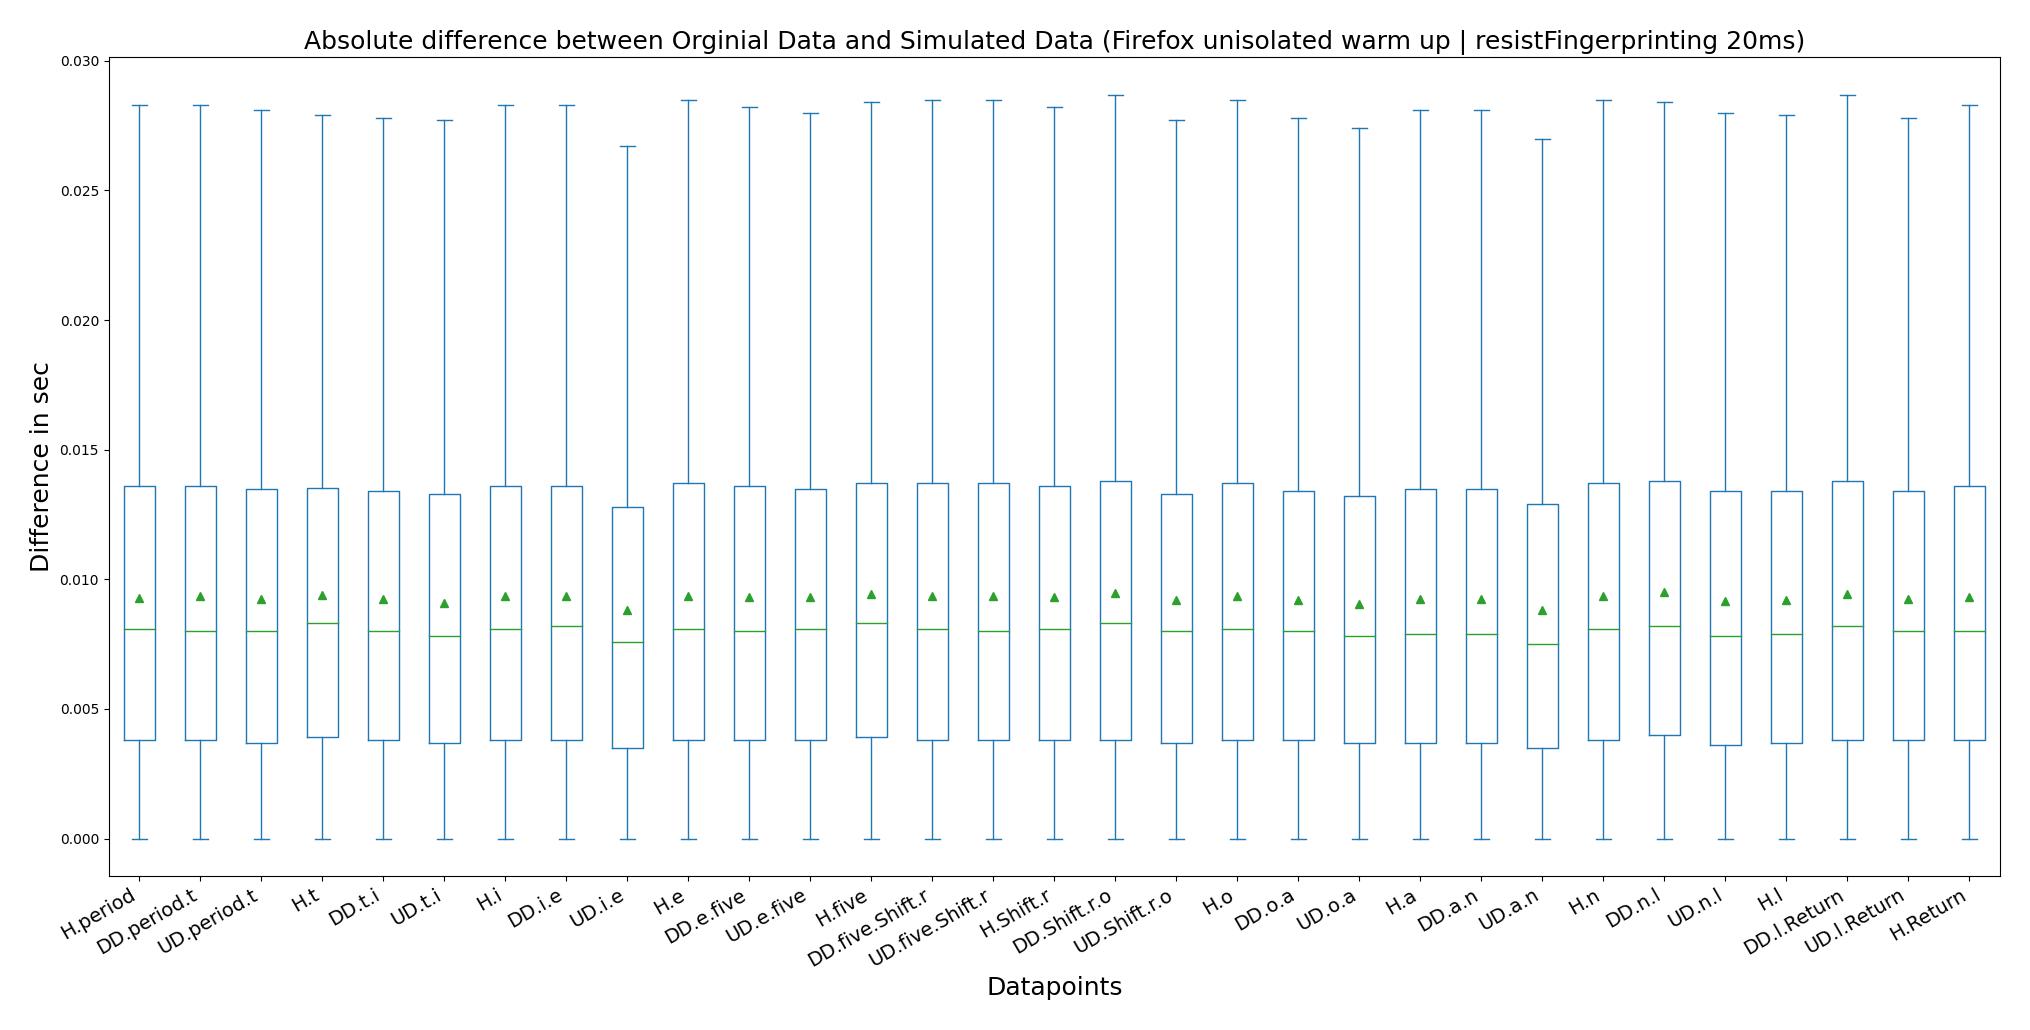 Absolute difference between Orginial Data and Simulated Data (Firefox unisolated warm up | resistFingerprinting 20ms)
Difference in sec
0.030
0.025
0.020
0.015
0.010
0.005
0.000
H.period
DD.period.t
UD.period.t
H.t
DD.t.i
UD.t.i
H.i
DD.i.e
UD.i.e
H.e
DD.e.five
UD.e.five
H.five
DD.five.Shift.r
UD.five.Shift.r
H.Shift.r
DD.Shift.r.o
UD.Shift.r.o
H.o
DD.o.a
UD.o.a
H.a
DD.a.n
UD.a.n
H.n
DD.n.l
UD.n.l
H.l
DD.l.Return
UD.l.Return
H.Return
Datapoints